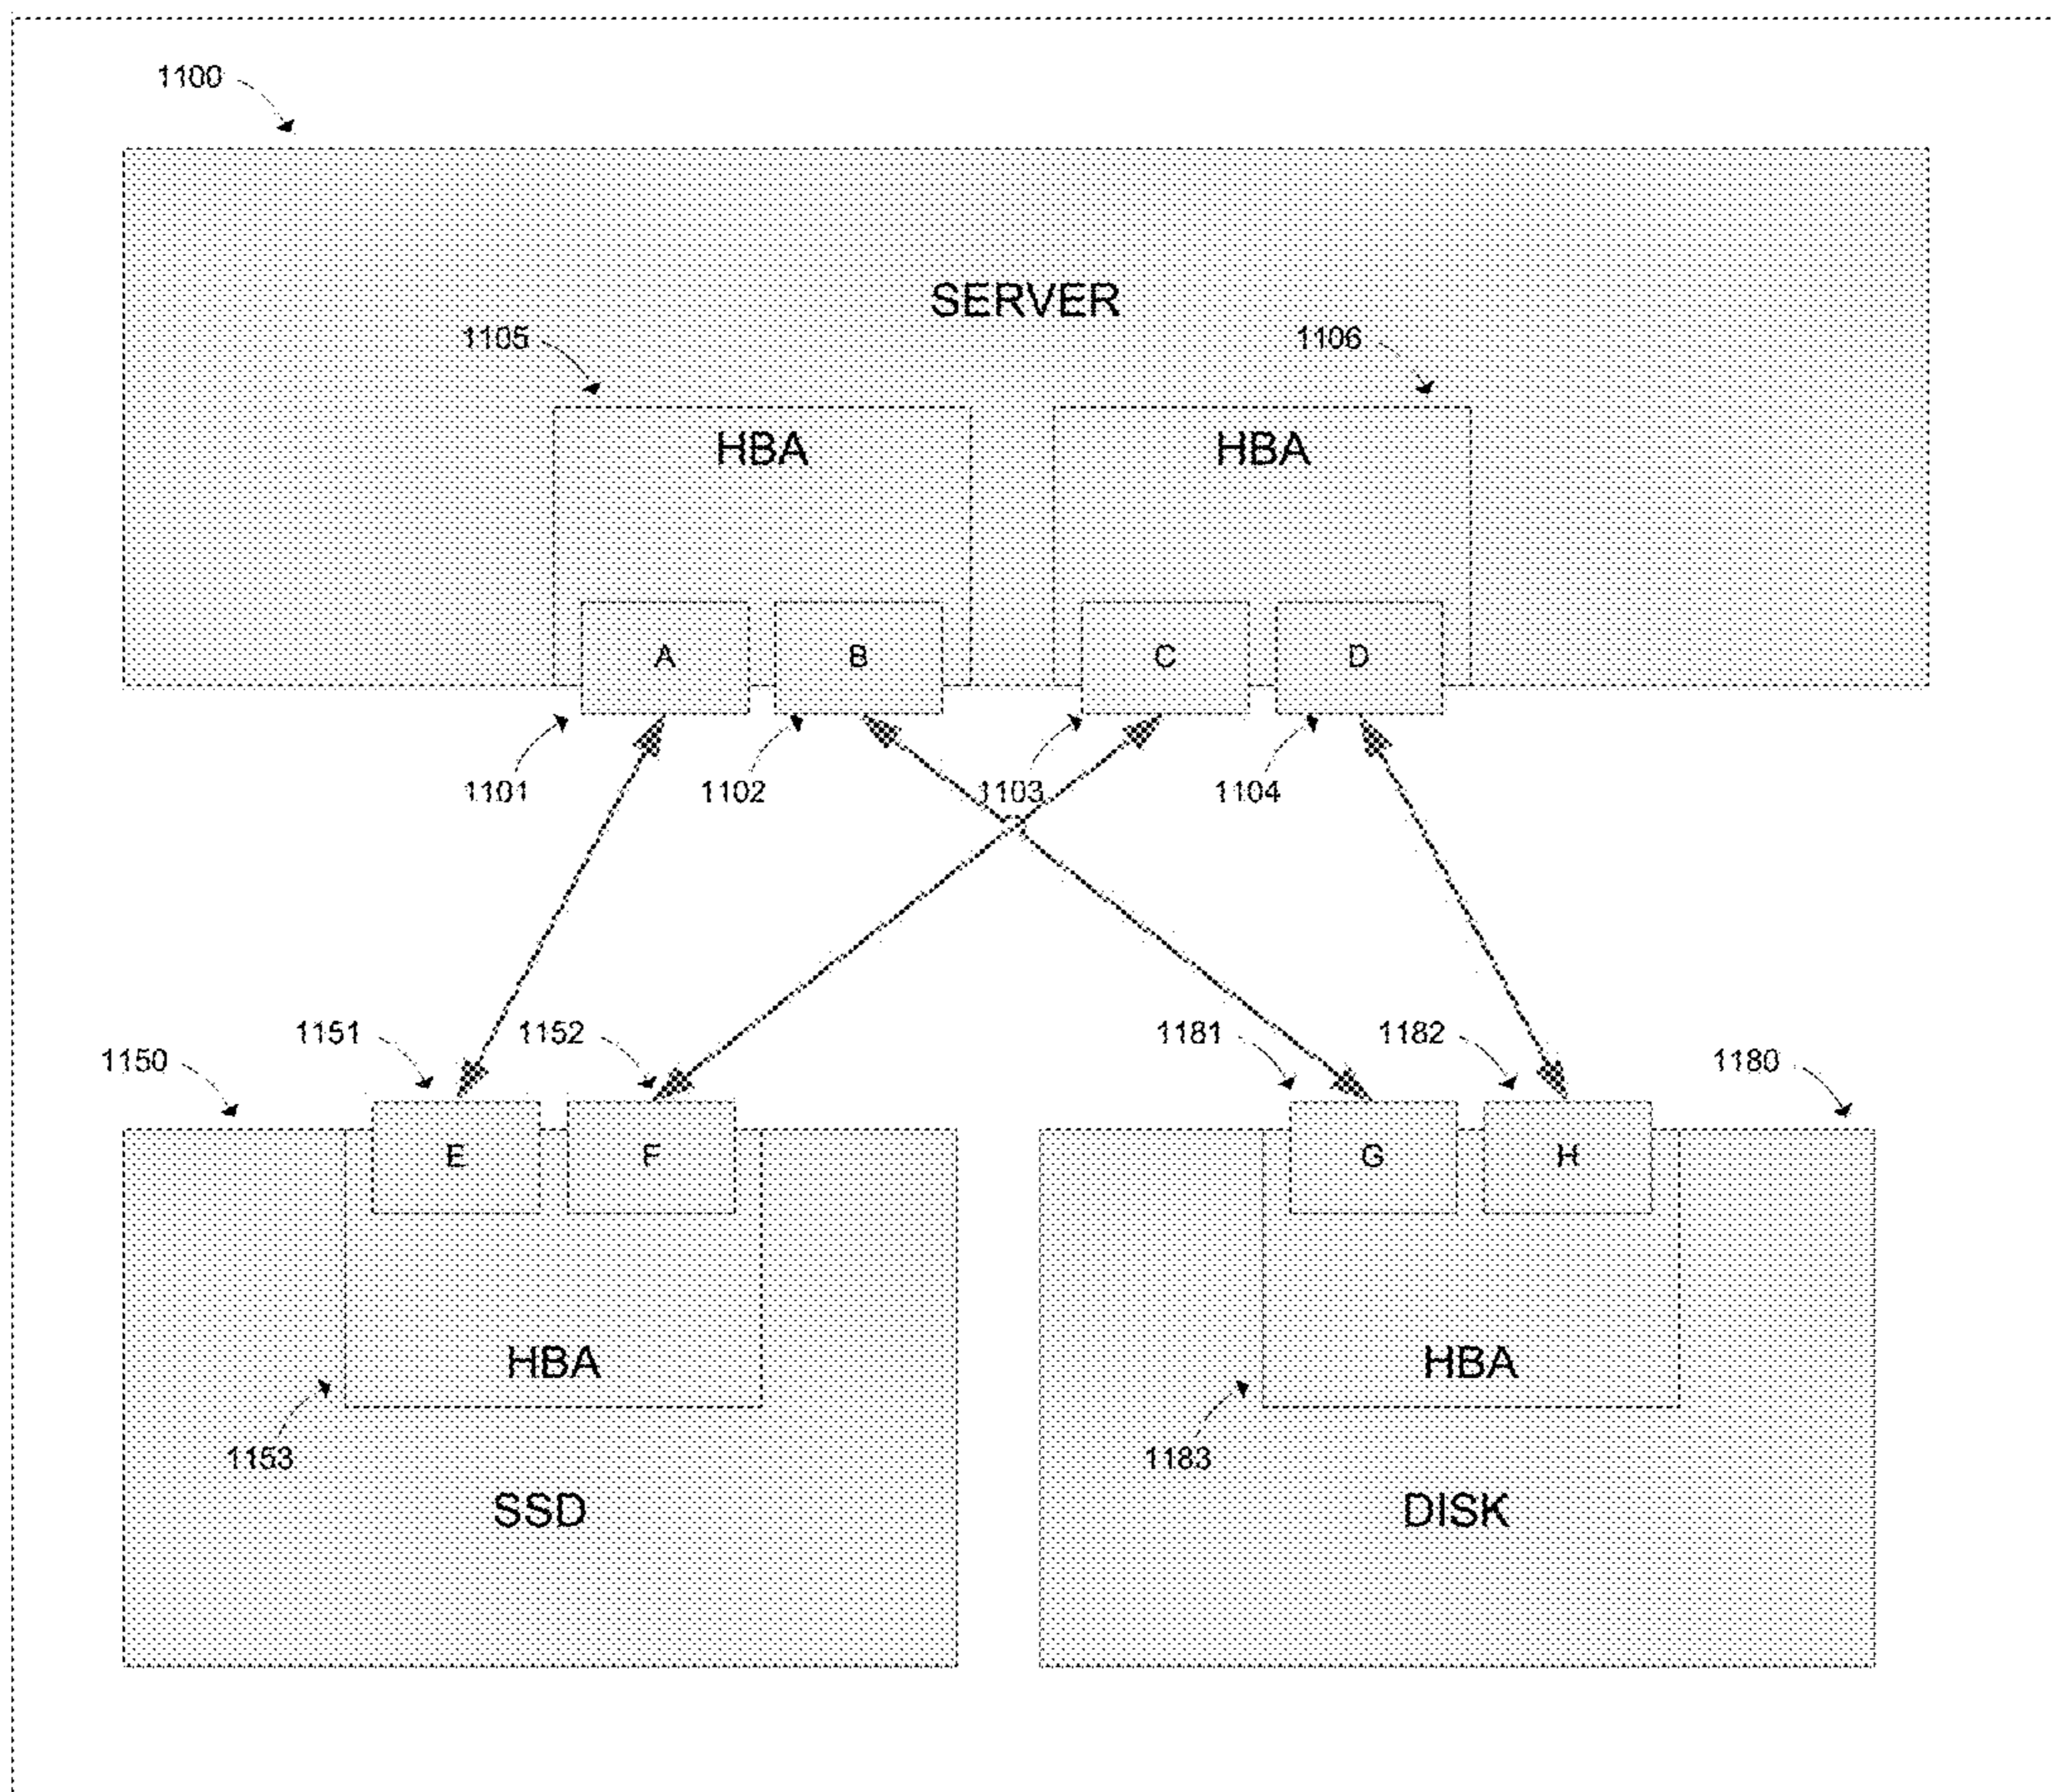 1100
SERVER
1105
1106
HBA
HBA
A
B
C
D
1101
1102
1103
1104
1151
1152
1181
1182
1150
1180
E
F
G
H
HBA
HBA
1153
1183
SSD
DISK